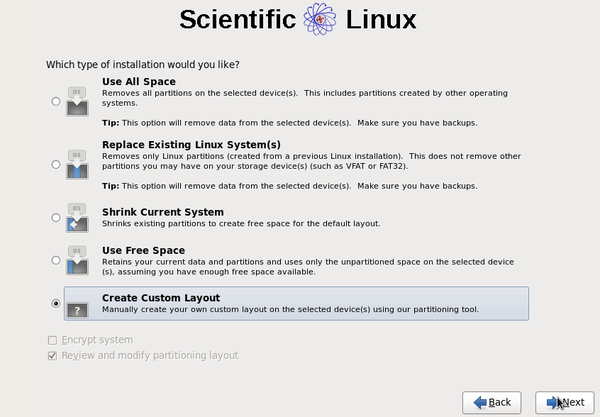 Scientific Linux
Which type of installation would you like?
Use All Space
Removes all partitions on the selected device(s). This includes partitions created by other operating
systems.
Tip: This option will remove data from the selected device(s). Make sure you have backups.
Replace Existing Linux System(s)
Removes only Linux partitions (created from a previous Linux installation). This does not remove other
partitions you may have on your storage device(s) (such as VFAT or FAT32).
Tip: This option will remove data from the selected device(s). Make sure you have backups.
Shrink Current System
Shrinks existing partitions to create free space for the default layout.
Use Free Space
Retains your current data and partitions and uses only the unpartitioned space on the selected device
(s), assuming you have enough free space available.
Create Custom Layout
Manually create your own custom layout on the selected device(s) using our partitioning tool.
Encrypt system
Review and modify partitioning layout
Back
Next